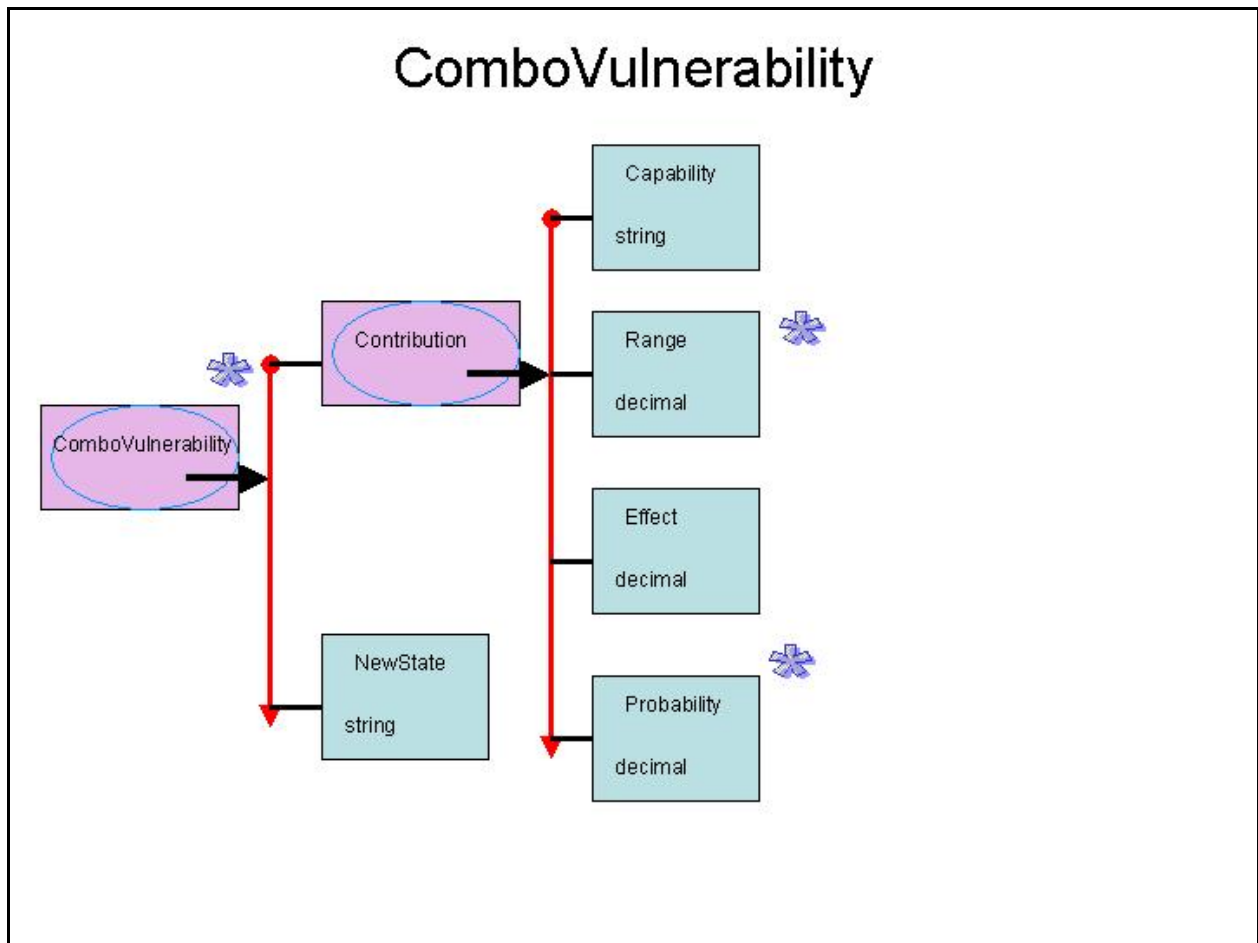 ComboVulnerability
Capability
string
Range
decimal
Contribution
ComboVulnerability
Effect
decimal
NewState
string
Probability
decimal